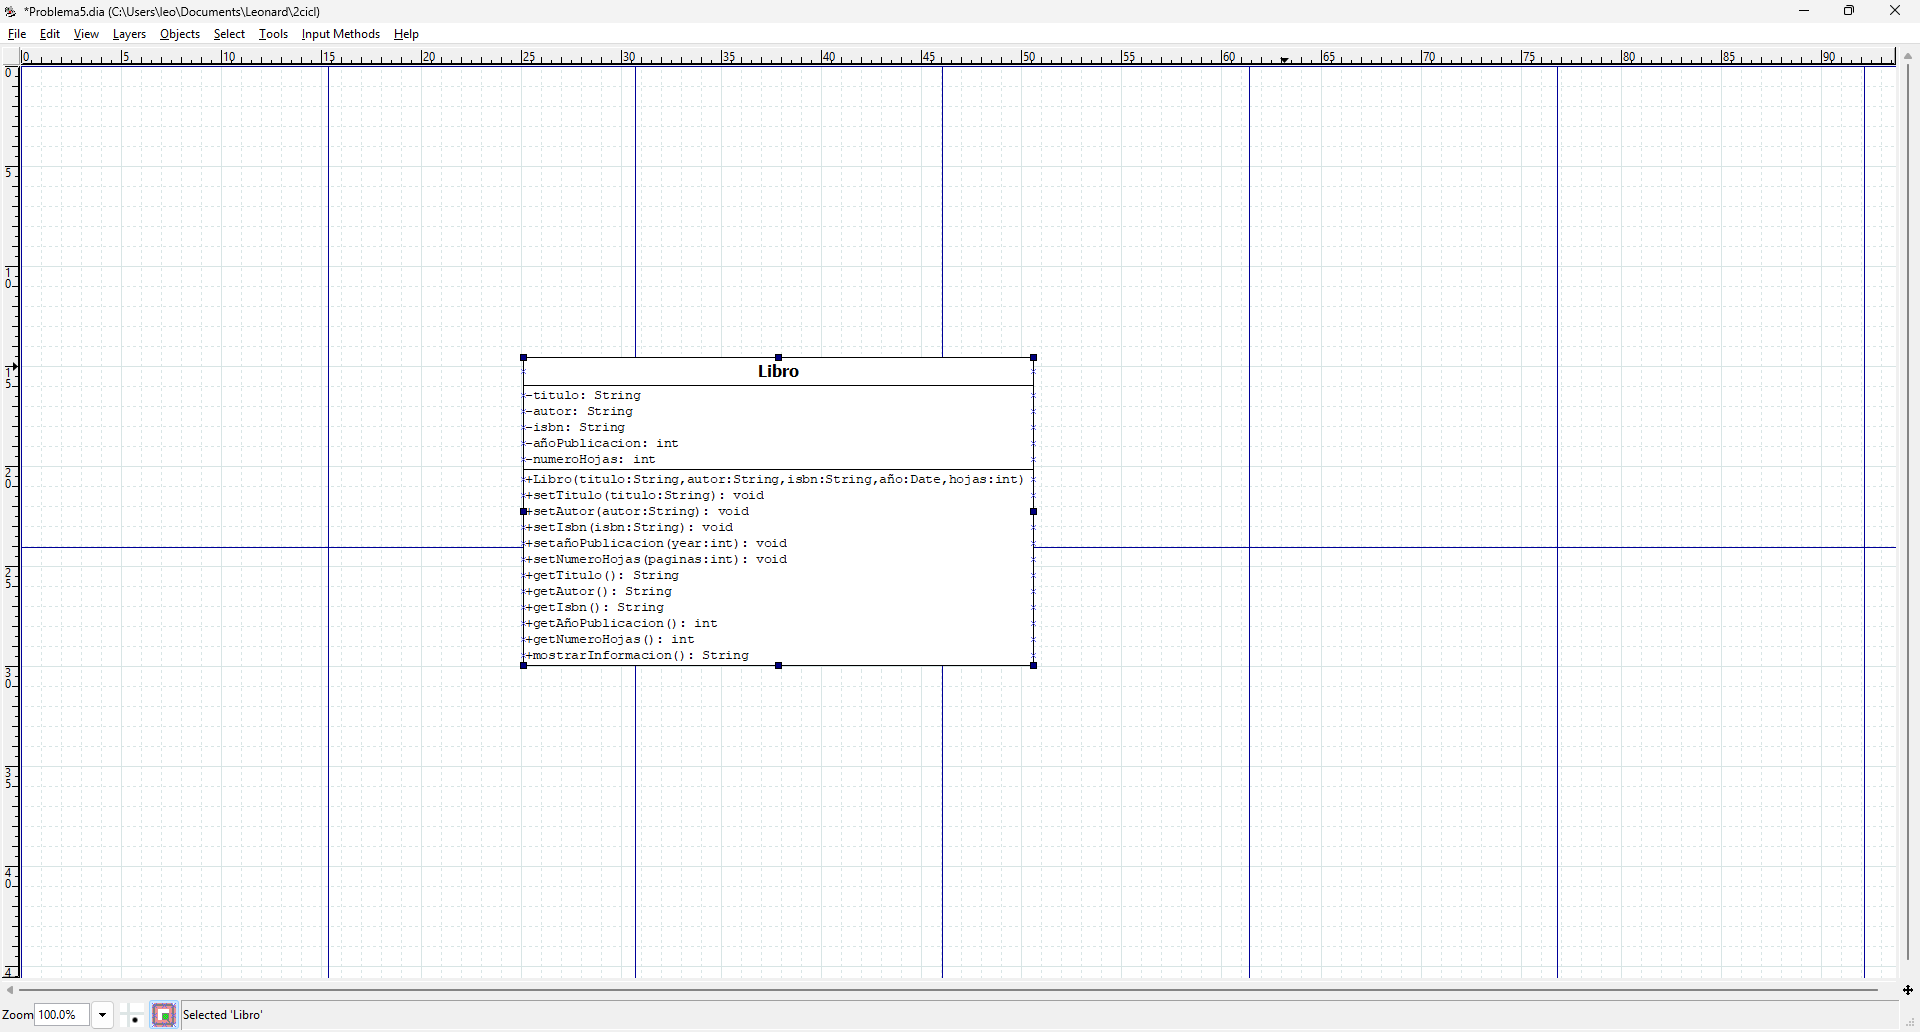 *Problema5.dia (C:\Users\leo\Documents\Leonard\2cicl)
File Edit View Layers Objects Select Tools Input Methods Help
0 5 10 15 20 25 30 35 40 45 50 55 60 65 70 75 80 85 90
0
5
10
15
20
25
30
35
40
4
Libro
-titulo: String
-autor: String
-isbn: String
-añoPublicacion: int
-numeroHojas: int
+Libro(titulo:String,autor:String,isbn:String,año:Date,hojas:int)
+setTitulo(titulo:String): void
+setAutor(autor:String): void
+setIsbn(isbn:String): void
+setañoPublicacion(year:int): void
+setNumeroHojas(paginas:int): void
+getTitulo(): String
+getAutor(): String
+getIsbn(): String
+getAñoPublicacion(): int
+getNumeroHojas(): int
+mostrarInformacion(): String
Zoom 100.0% Selected 'Libro'